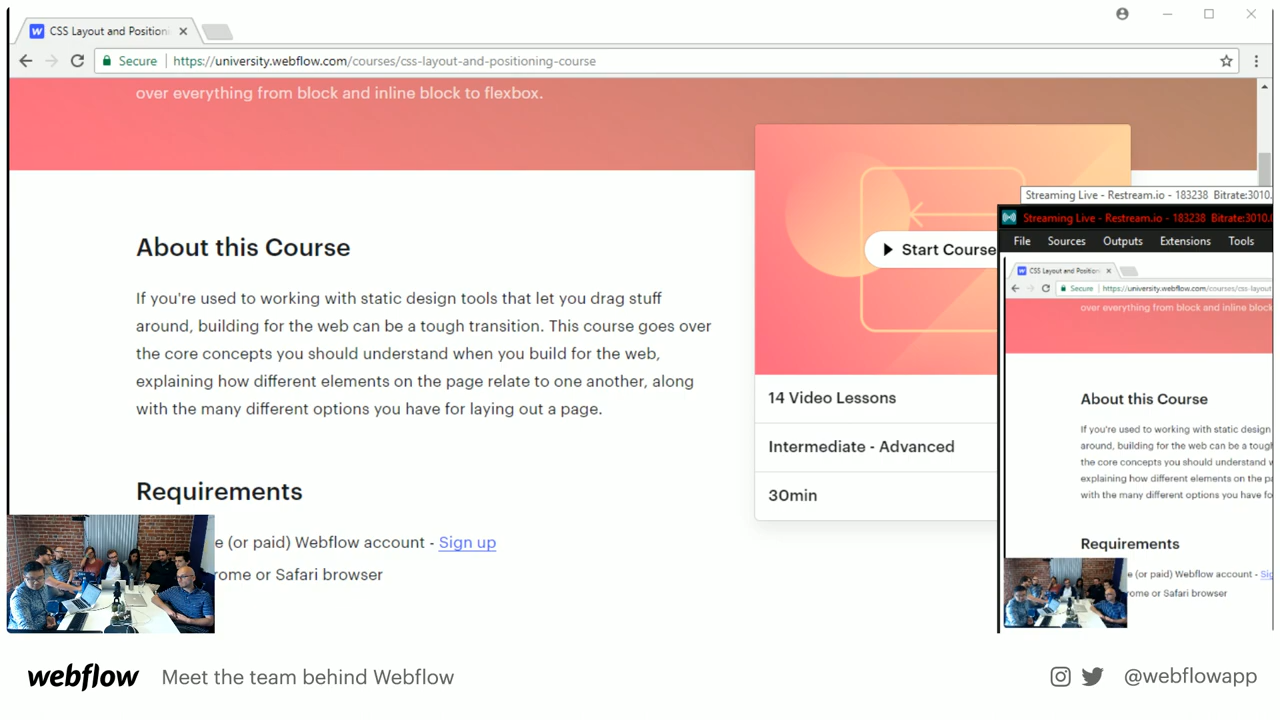 CSS Layout and Position
Secure
https://university.webflow.com/courses/css-layout-and-positioning-course
over everything from block and inline block to flexbox.
About this Course
If you're used to working with static design tools that let you drag stuff
around, building for the web can be a tough transition. This course goes over
the core concepts you should understand when you build for the web,
explaining how different elements on the page relate to one another, along
with the many different options you have for laying out a page.
Requirements
e (or paid) Webflow account - Sign up
rome or Safari browser
Start Course
14 Video Lessons
Intermediate - Advanced
30min
Streaming Live - Restream.io - 183238 Bitrate:3010.
Streaming Live - Restream.io - 183238 Bitrate:3010.
File Sources Outputs Extensions Tools
CSS Layout and Position
Secure https://university.webflow.com/courses/css-layout
over everything from block and inline block
About this Course
If you're used to working with static design
around, building for the web can be a tough
the core concepts you should understand w
explaining how different elements on the pa
with the many different options you have fo
Requirements
e (or paid) Webflow account - Sig
rome or Safari browser
webflow Meet the team behind Webflow
@webflowapp